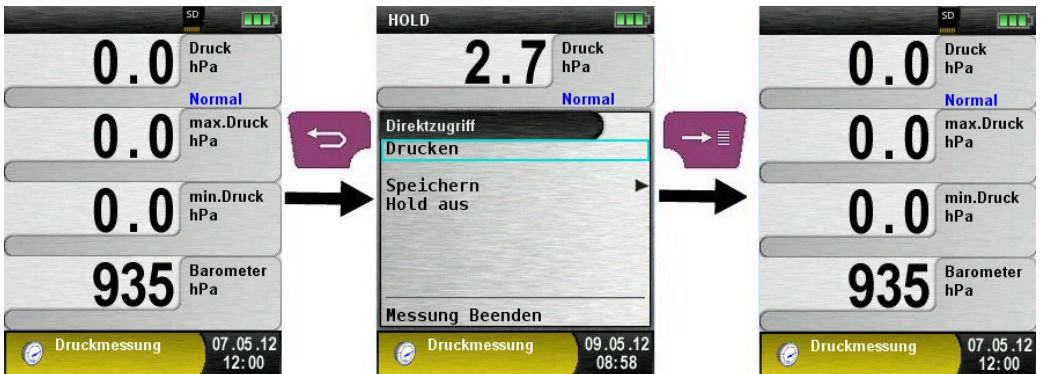 SD
0.0 Druck hPa
Normal
0.0 max.Druck hPa
0.0 min.Druck hPa
935 Barometer hPa
Druckmessung 07.05.12 12:00
HOLD
2.7 Druck hPa
Normal
Direktzugriff
Drucken
Speichern
Hold aus
Messung Beenden
Druckmessung 09.05.12 08:58
SD
0.0 Druck hPa
Normal
0.0 max.Druck hPa
0.0 min.Druck hPa
935 Barometer hPa
Druckmessung 07.05.12 12:00